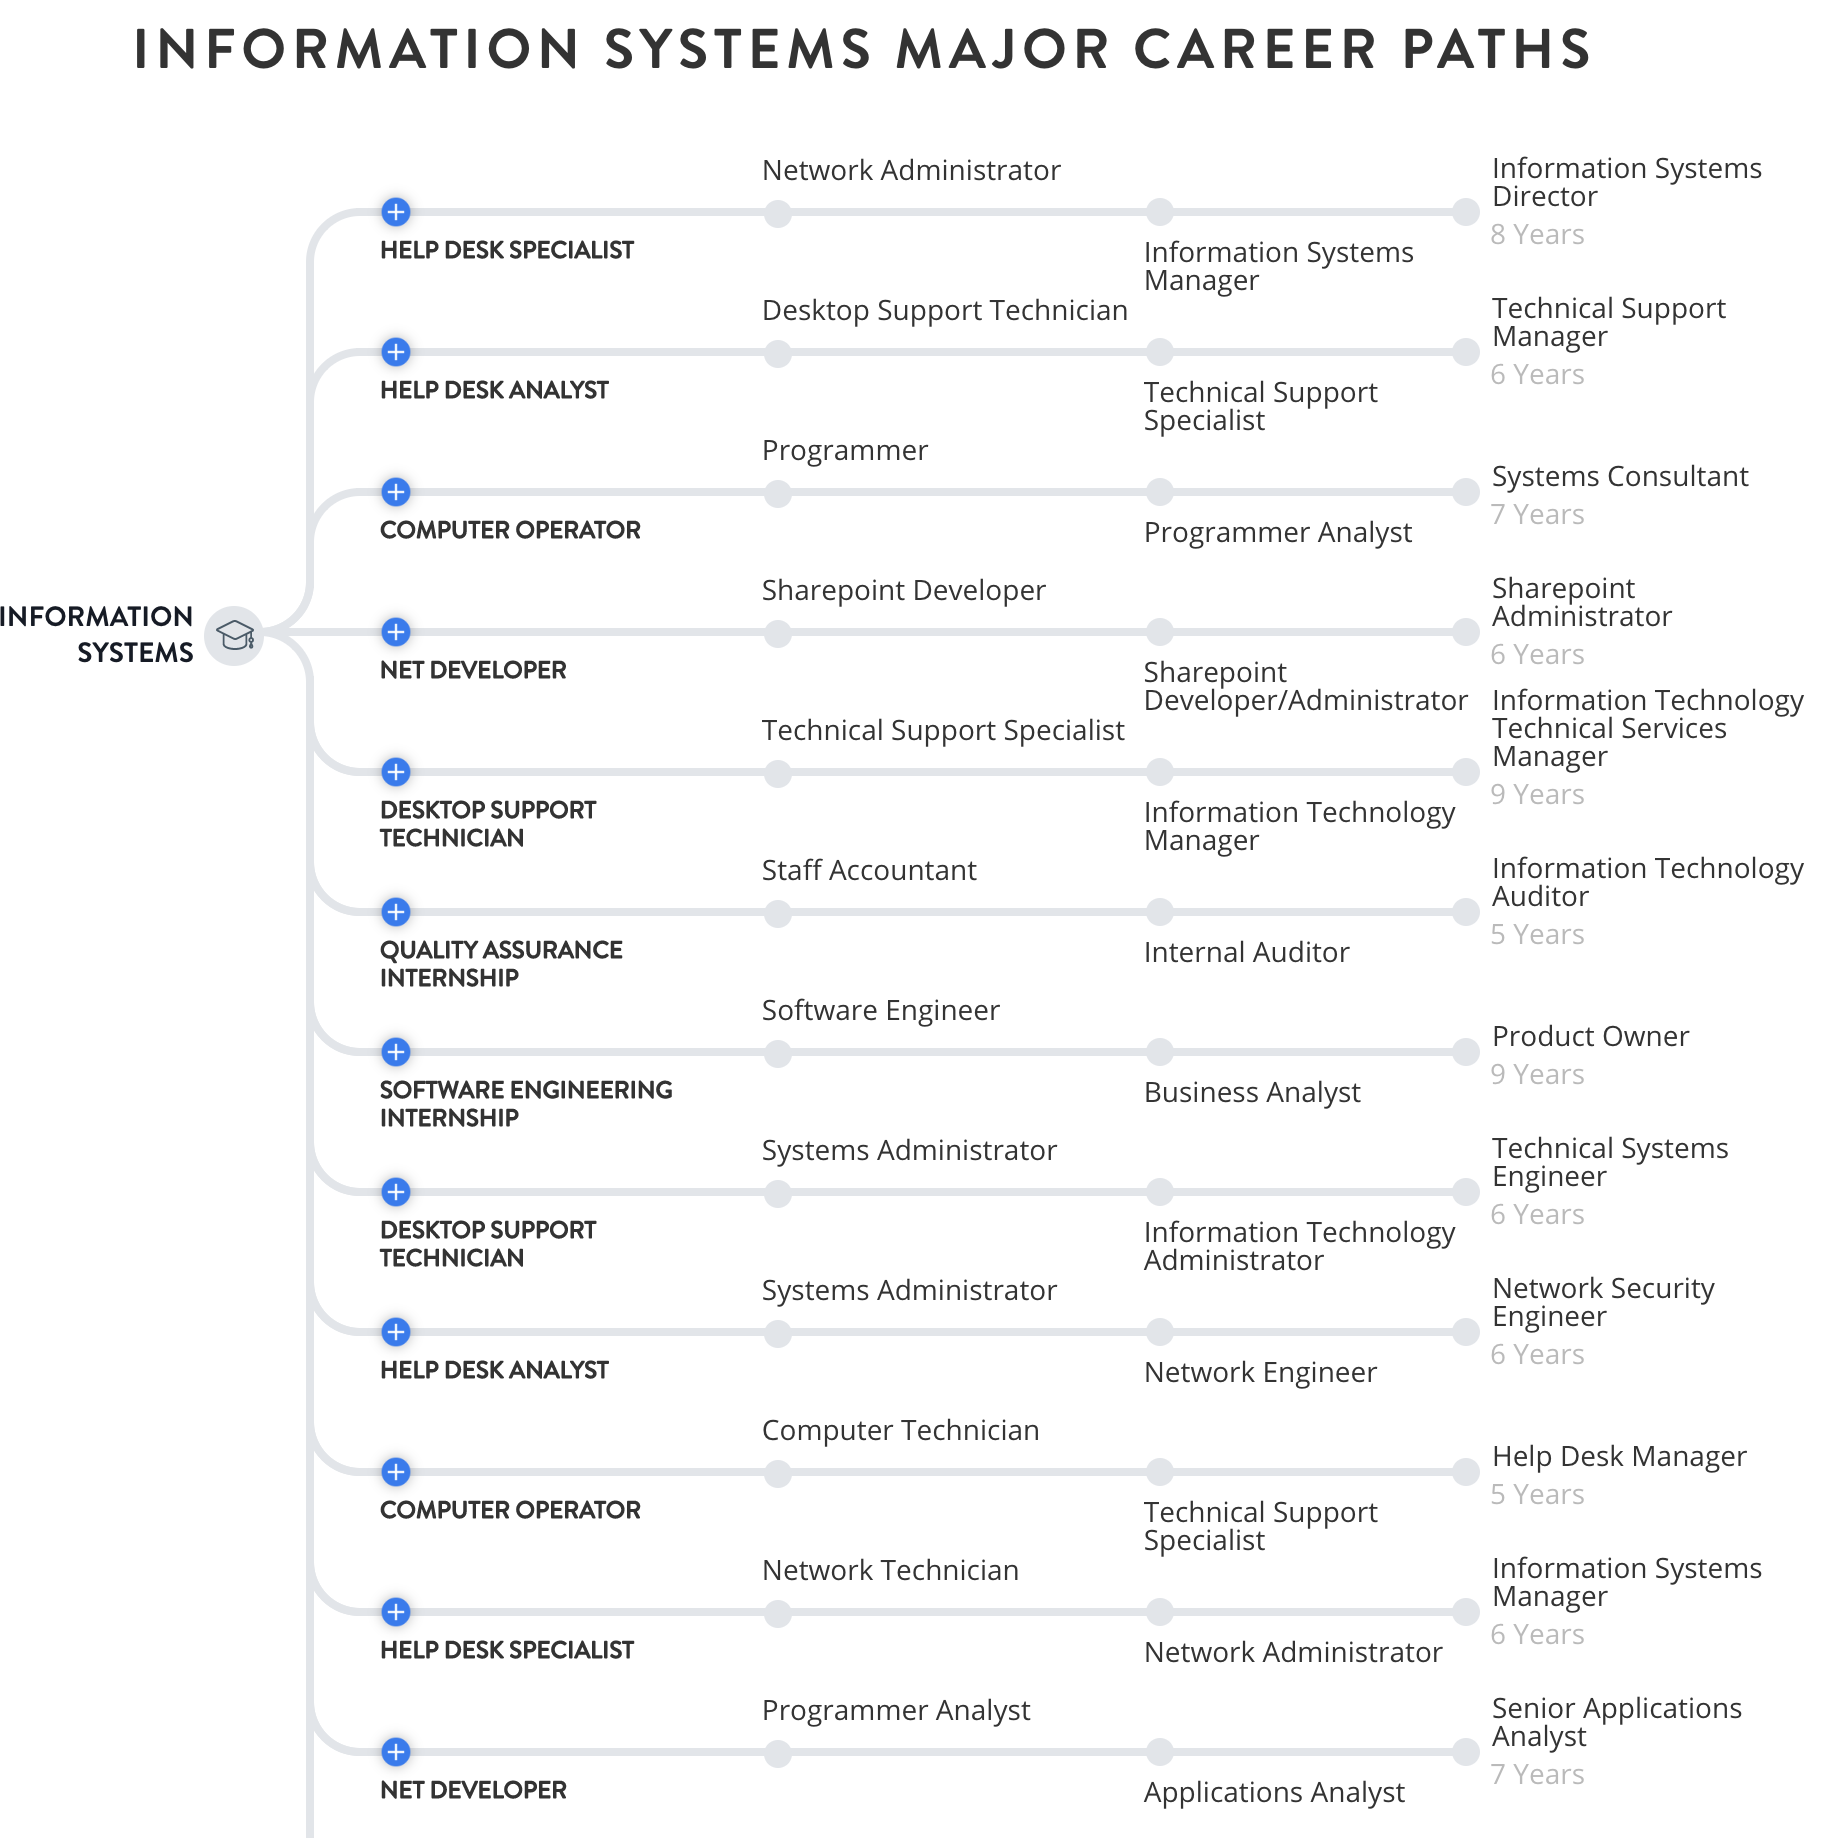 INFORMATION SYSTEMS MAJOR CAREER PATHS
INFORMATION
SYSTEMS
HELP DESK SPECIALIST
Network Administrator
Information Systems
Manager
Information Systems
Director
8 Years
HELP DESK ANALYST
Desktop Support Technician
Technical Support
Specialist
Technical Support
Manager
6 Years
COMPUTER OPERATOR
Programmer
Programmer Analyst
Systems Consultant
7 Years
NET DEVELOPER
Sharepoint Developer
Sharepoint
Developer/Administrator
Sharepoint
Administrator
6 Years
DESKTOP SUPPORT
TECHNICIAN
Technical Support Specialist
Information Technology
Manager
Information Technology
Technical Services
Manager
9 Years
QUALITY ASSURANCE
INTERNSHIP
Staff Accountant
Internal Auditor
Information Technology
Auditor
5 Years
SOFTWARE ENGINEERING
INTERNSHIP
Software Engineer
Business Analyst
Product Owner
9 Years
DESKTOP SUPPORT
TECHNICIAN
Systems Administrator
Information Technology
Administrator
Technical Systems
Engineer
6 Years
HELP DESK ANALYST
Systems Administrator
Network Engineer
Network Security
Engineer
6 Years
COMPUTER OPERATOR
Computer Technician
Technical Support
Specialist
Help Desk Manager
5 Years
HELP DESK SPECIALIST
Network Technician
Network Administrator
Information Systems
Manager
6 Years
NET DEVELOPER
Programmer Analyst
Applications Analyst
Senior Applications
Analyst
7 Years